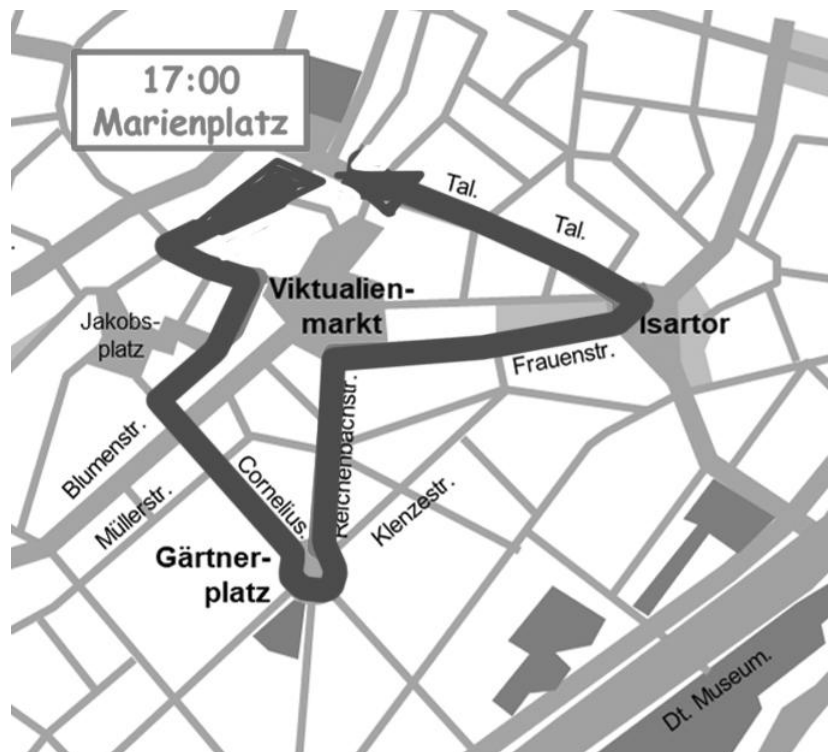 17:00
Marienplatz
Tal.
Tal.
Viktualien-
markt
Isartor
Jakobs-
platz
Frauenstr.
Reichenbachstr.
Blumenstr.
Müllerstr.
Cornelius.
Klenzestr.
Gärtner-
platz
Dt. Museum.